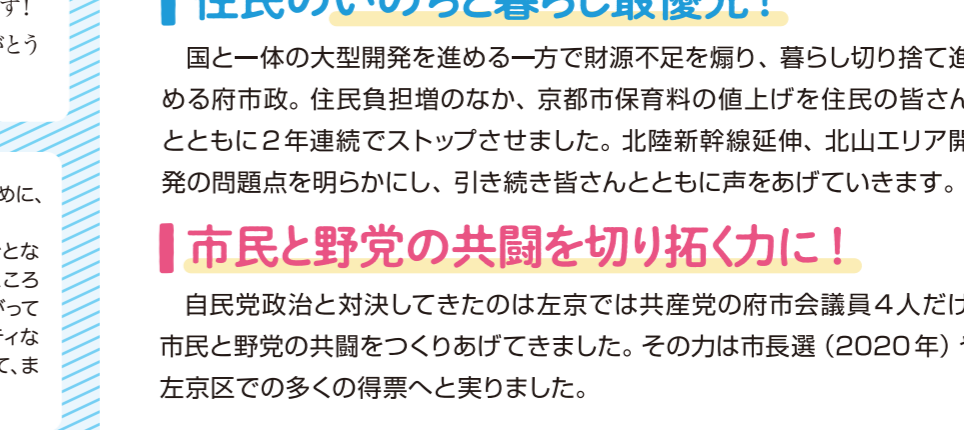 ず！
がとう
めに、
とな
ころ
がって
ティな
て、ま
住民のいのちと暮らし最優先！
国と一体の大型開発を進める一方で財源不足を煽り、暮らし切り捨て進
める府市政。住民負担増のなか、京都市保育料の値上げを住民の皆さん
とともに２年連続でストップさせました。北陸新幹線延伸、北山エリア開
発の問題点を明らかにし、引き続き皆さんとともに声をあげていきます。
市民と野党の共闘を切り拓く力に！
自民党政治と対決してきたのは左京では共産党の府市会議員４人だけ
市民と野党の共闘をつくりあげてきました。その力は市長選（2020年）や
左京区での多くの得票へと実りました。